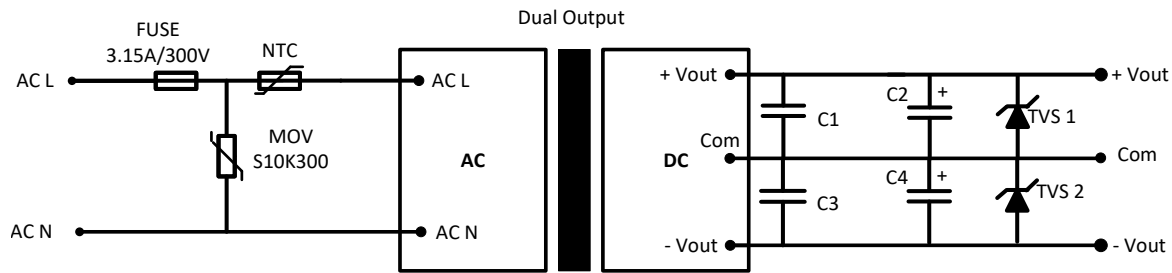 Dual Output
FUSE
3.15A/300V
NTC
AC L
AC L
+ Vout
C1
C2
+
TVS 1
+ Vout
MOV
S10K300
AC
DC
Com
Com
C3
C4
+
TVS 2
AC N
AC N
- Vout
- Vout